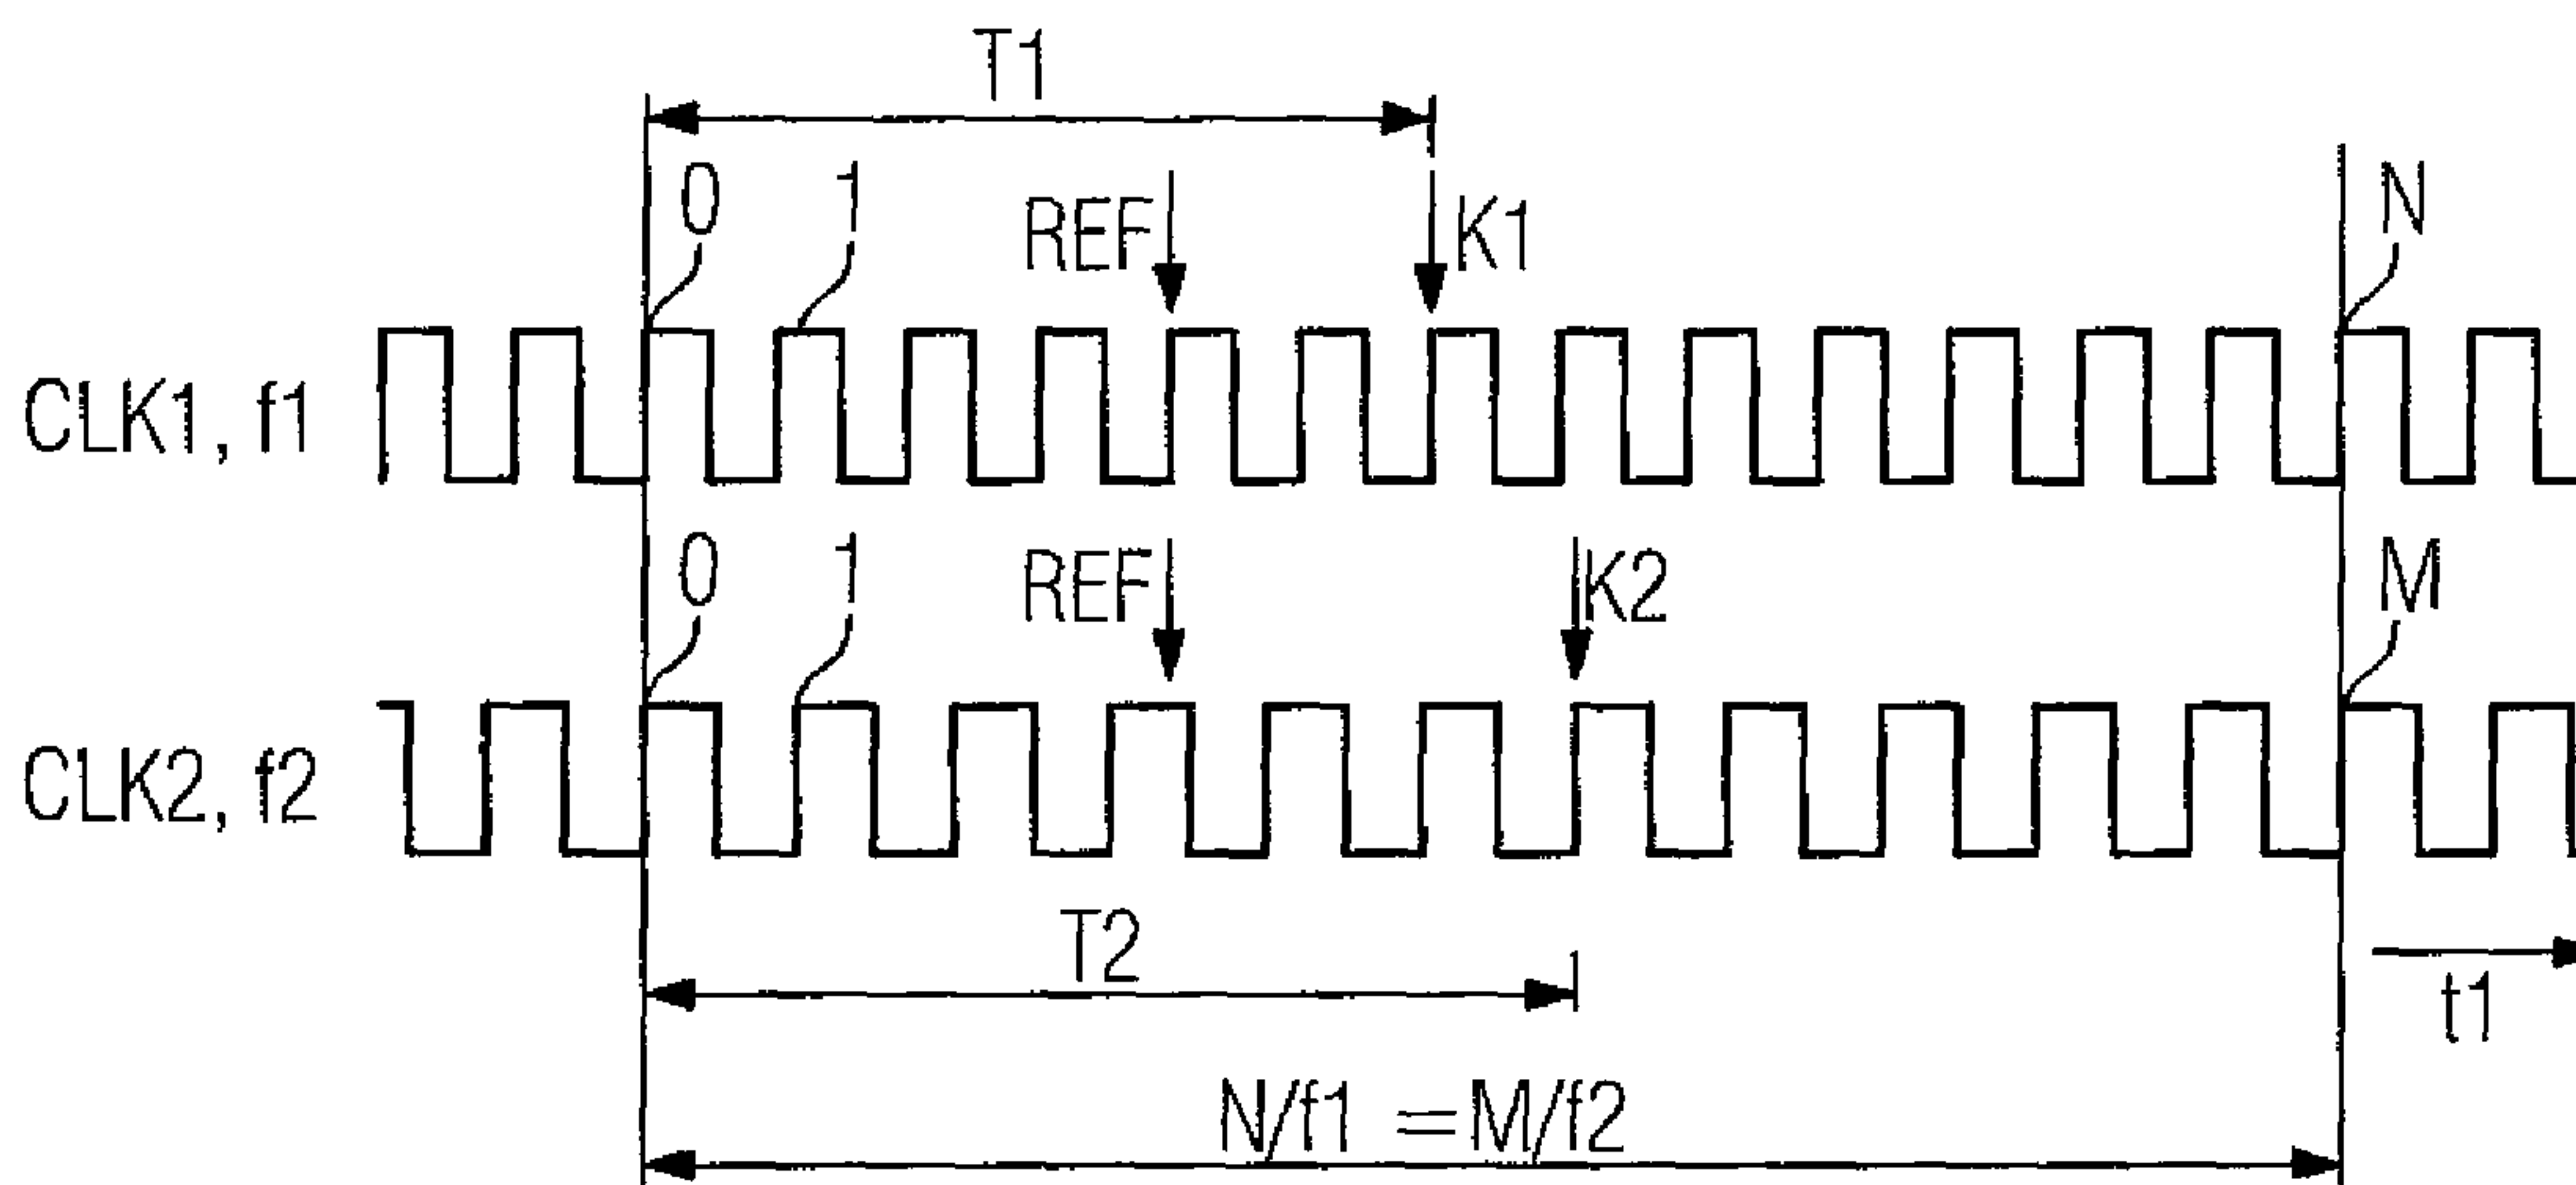 T1
0 1 REF K1 N
CLK1, f1
0 1 REF K2 M
CLK2, f2
T2
t1
N/f1 = M/f2